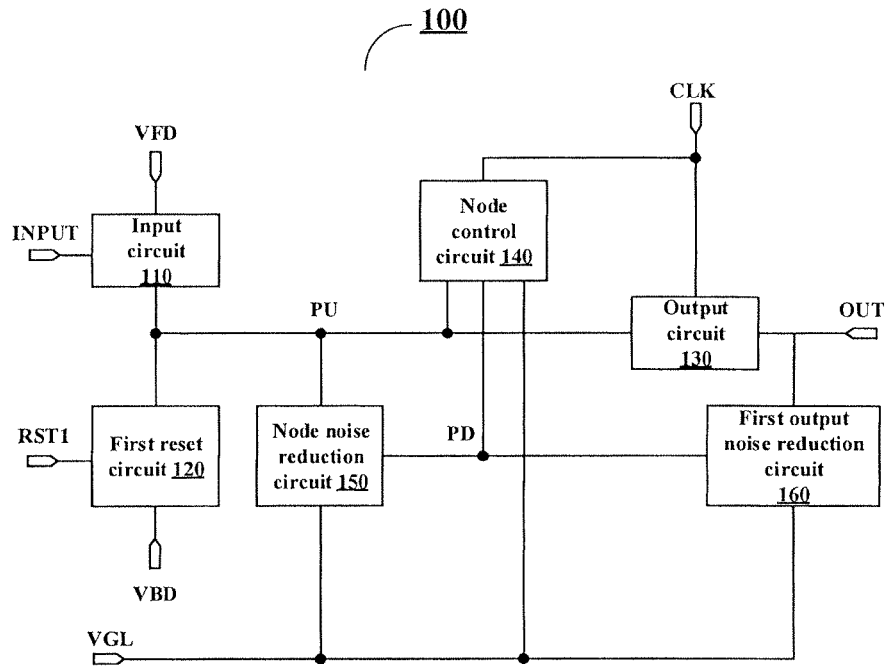 100
CLK
VFD
INPUT
Input
circuit
110
Node
control
circuit 140
PU
Output
circuit
130
OUT
RST1
First reset
circuit 120
Node noise
reduction
circuit 150
PD
First output
noise reduction
circuit
160
VBD
VGL